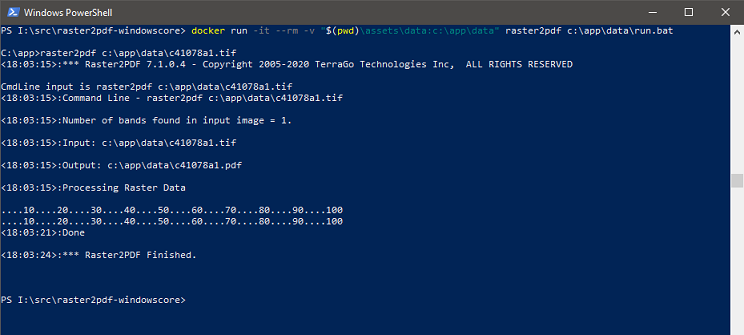 Windows PowerShell
PS I:\src\raster2pdf-windowscore> docker run -it --rm -v "$(pwd)\assets\data:c:\app\data" raster2pdf c:\app\data\run.bat
C:\app>raster2pdf c:\app\data\c41078a1.tif
<18:03:15>:*** Raster2PDF 7.1.0.4 - Copyright 2005-2020 TerraGo Technologies Inc,  ALL RIGHTS RESERVED
CmdLine input is raster2pdf c:\app\data\c41078a1.tif
<18:03:15>:Command Line - raster2pdf c:\app\data\c41078a1.tif
<18:03:15>:Number of bands found in input image = 1.
<18:03:15>:Input: c:\app\data\c41078a1.tif
<18:03:15>:Output: c:\app\data\c41078a1.pdf
<18:03:15>:Processing Raster Data
....10....20....30....40....50....60....70....80....90....100
....10....20....30....40....50....60....70....80....90....100
<18:03:21>:Done
<18:03:24>:*** Raster2PDF Finished.
PS I:\src\raster2pdf-windowscore>